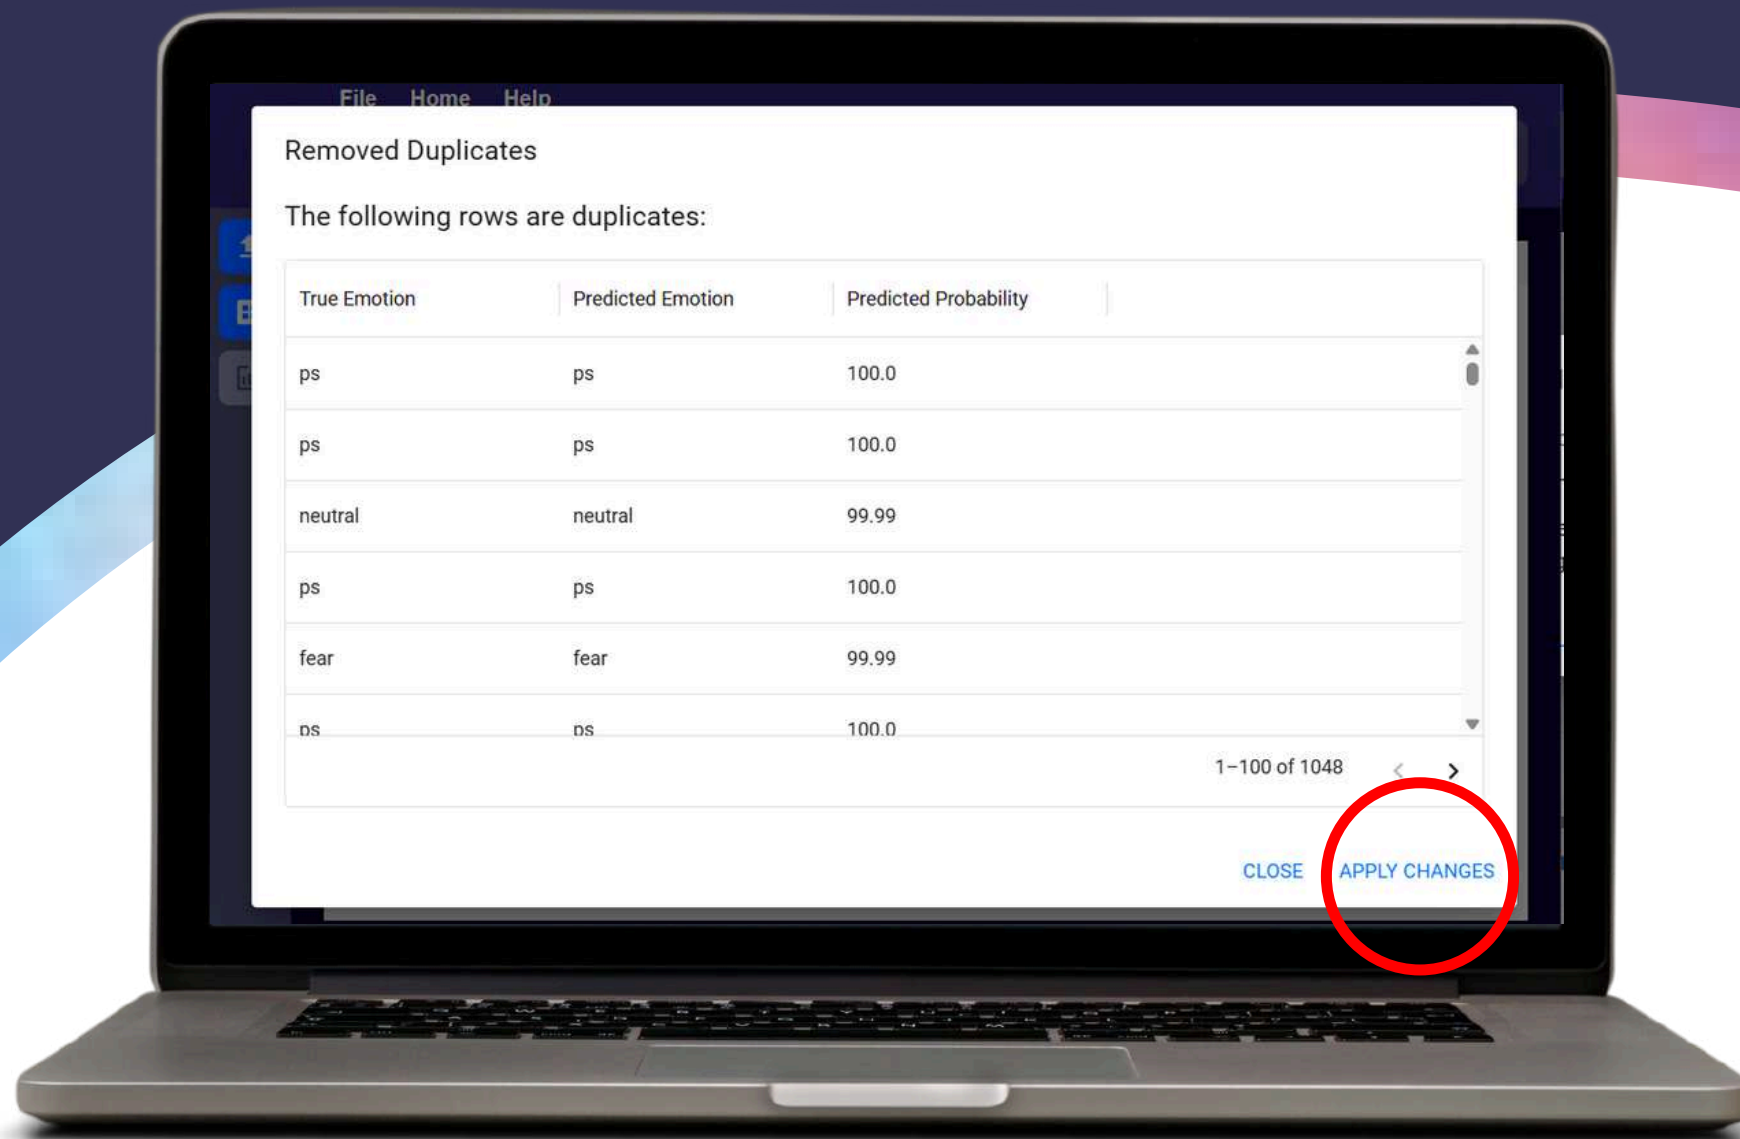 File Home Help
Removed Duplicates
The following rows are duplicates:
True Emotion Predicted Emotion Predicted Probability
ps ps 100.0
ps ps 100.0
neutral neutral 99.99
ps ps 100.0
fear fear 99.99
ps ps 100.0
1–100 of 1048
CLOSE APPLY CHANGES